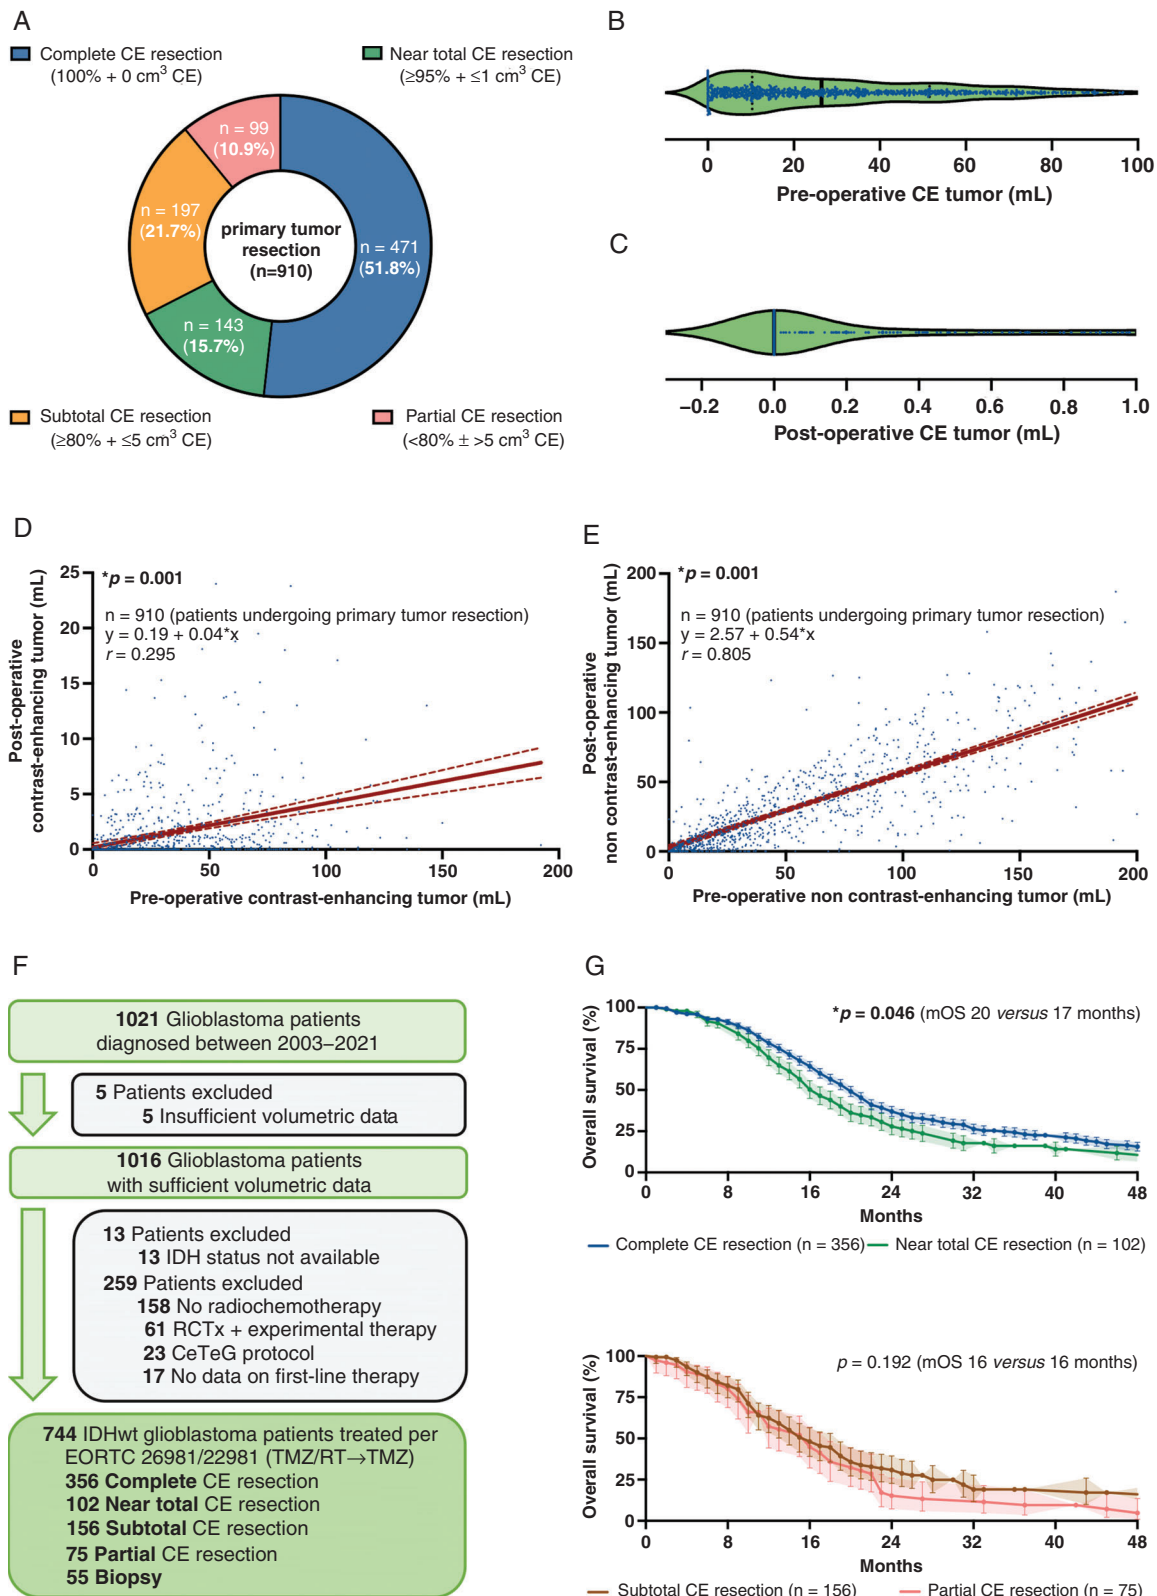 A
Complete CE resection
(100% + 0 cm³ CE)
Near total CE resection
(≥95% + ≤1 cm³ CE)
n = 99
(10.9%)
n = 197
(21.7%)
primary tumor
resection
(n=910)
n = 471
(51.8%)
n = 143
(15.7%)
Subtotal CE resection
(≥80% + ≤5 cm³ CE)
Partial CE resection
(<80% ± >5 cm³ CE)
B
0 20 40 60 80 100
Pre-operative CE tumor (mL)
C
−0.2 0.0 0.2 0.4 0.6 0.8 1.0
Post-operative CE tumor (mL)
D
*p = 0.001
n = 910 (patients undergoing primary tumor resection)
y = 0.19 + 0.04*x
r = 0.295
Post-operative
contrast-enhancing tumor (mL)
25
20
15
10
5
0
0 50 100 150 200
Pre-operative contrast-enhancing tumor (mL)
E
*p = 0.001
n = 910 (patients undergoing primary tumor resection)
y = 2.57 + 0.54*x
r = 0.805
Post-operative
non contrast-enhancing tumor (mL)
200
150
100
50
0
0 50 100 150 200
Pre-operative non contrast-enhancing tumor (mL)
F
1021 Glioblastoma patients
diagnosed between 2003–2021
5 Patients excluded
5 Insufficient volumetric data
1016 Glioblastoma patients
with sufficient volumetric data
13 Patients excluded
13 IDH status not available
259 Patients excluded
158 No radiochemotherapy
61 RCTx + experimental therapy
23 CeTeG protocol
17 No data on first-line therapy
744 IDHwt glioblastoma patients treated per
EORTC 26981/22981 (TMZ/RT→TMZ)
356 Complete CE resection
102 Near total CE resection
156 Subtotal CE resection
75 Partial CE resection
55 Biopsy
G
*p = 0.046 (mOS 20 versus 17 months)
Overall survival (%)
100
75
50
25
0
0 8 16 24 32 40 48
Months
Complete CE resection (n = 356) Near total CE resection (n = 102)
p = 0.192 (mOS 16 versus 16 months)
Overall survival (%)
100
75
50
25
0
0 8 16 24 32 40 48
Months
Subtotal CE resection (n = 156) Partial CE resection (n = 75)